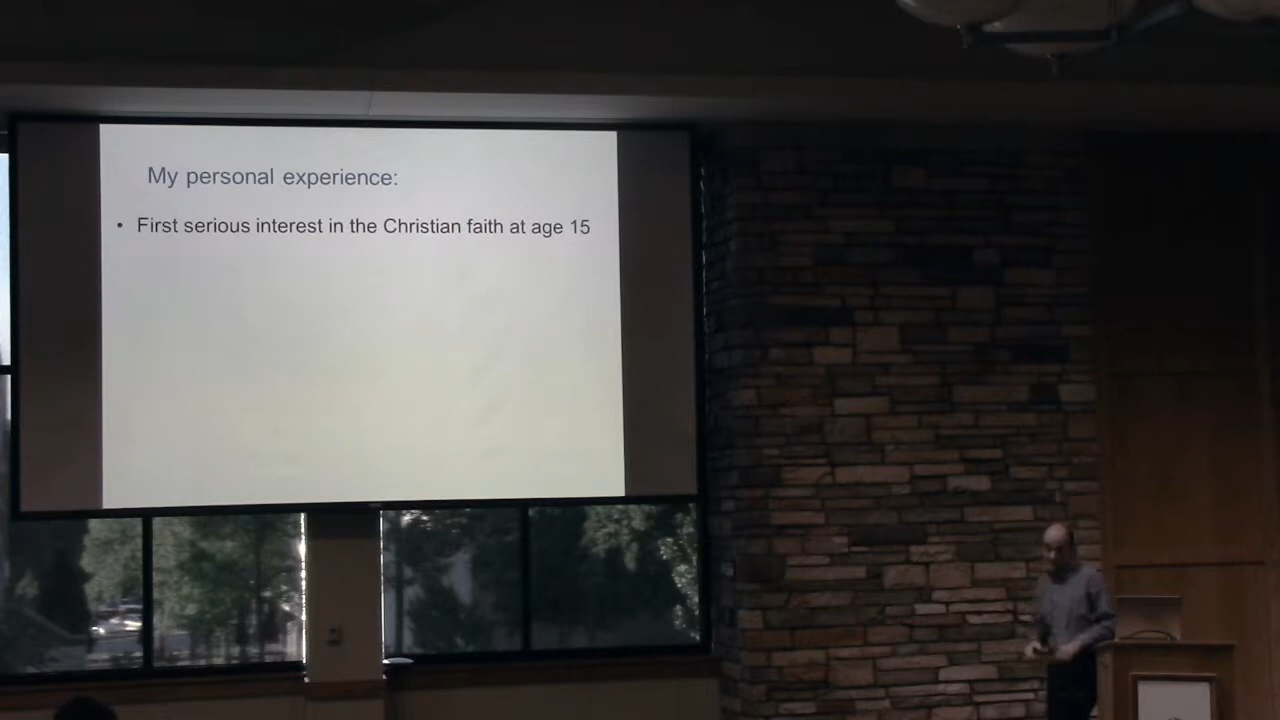 My personal experience:
• First serious interest in the Christian faith at age 15